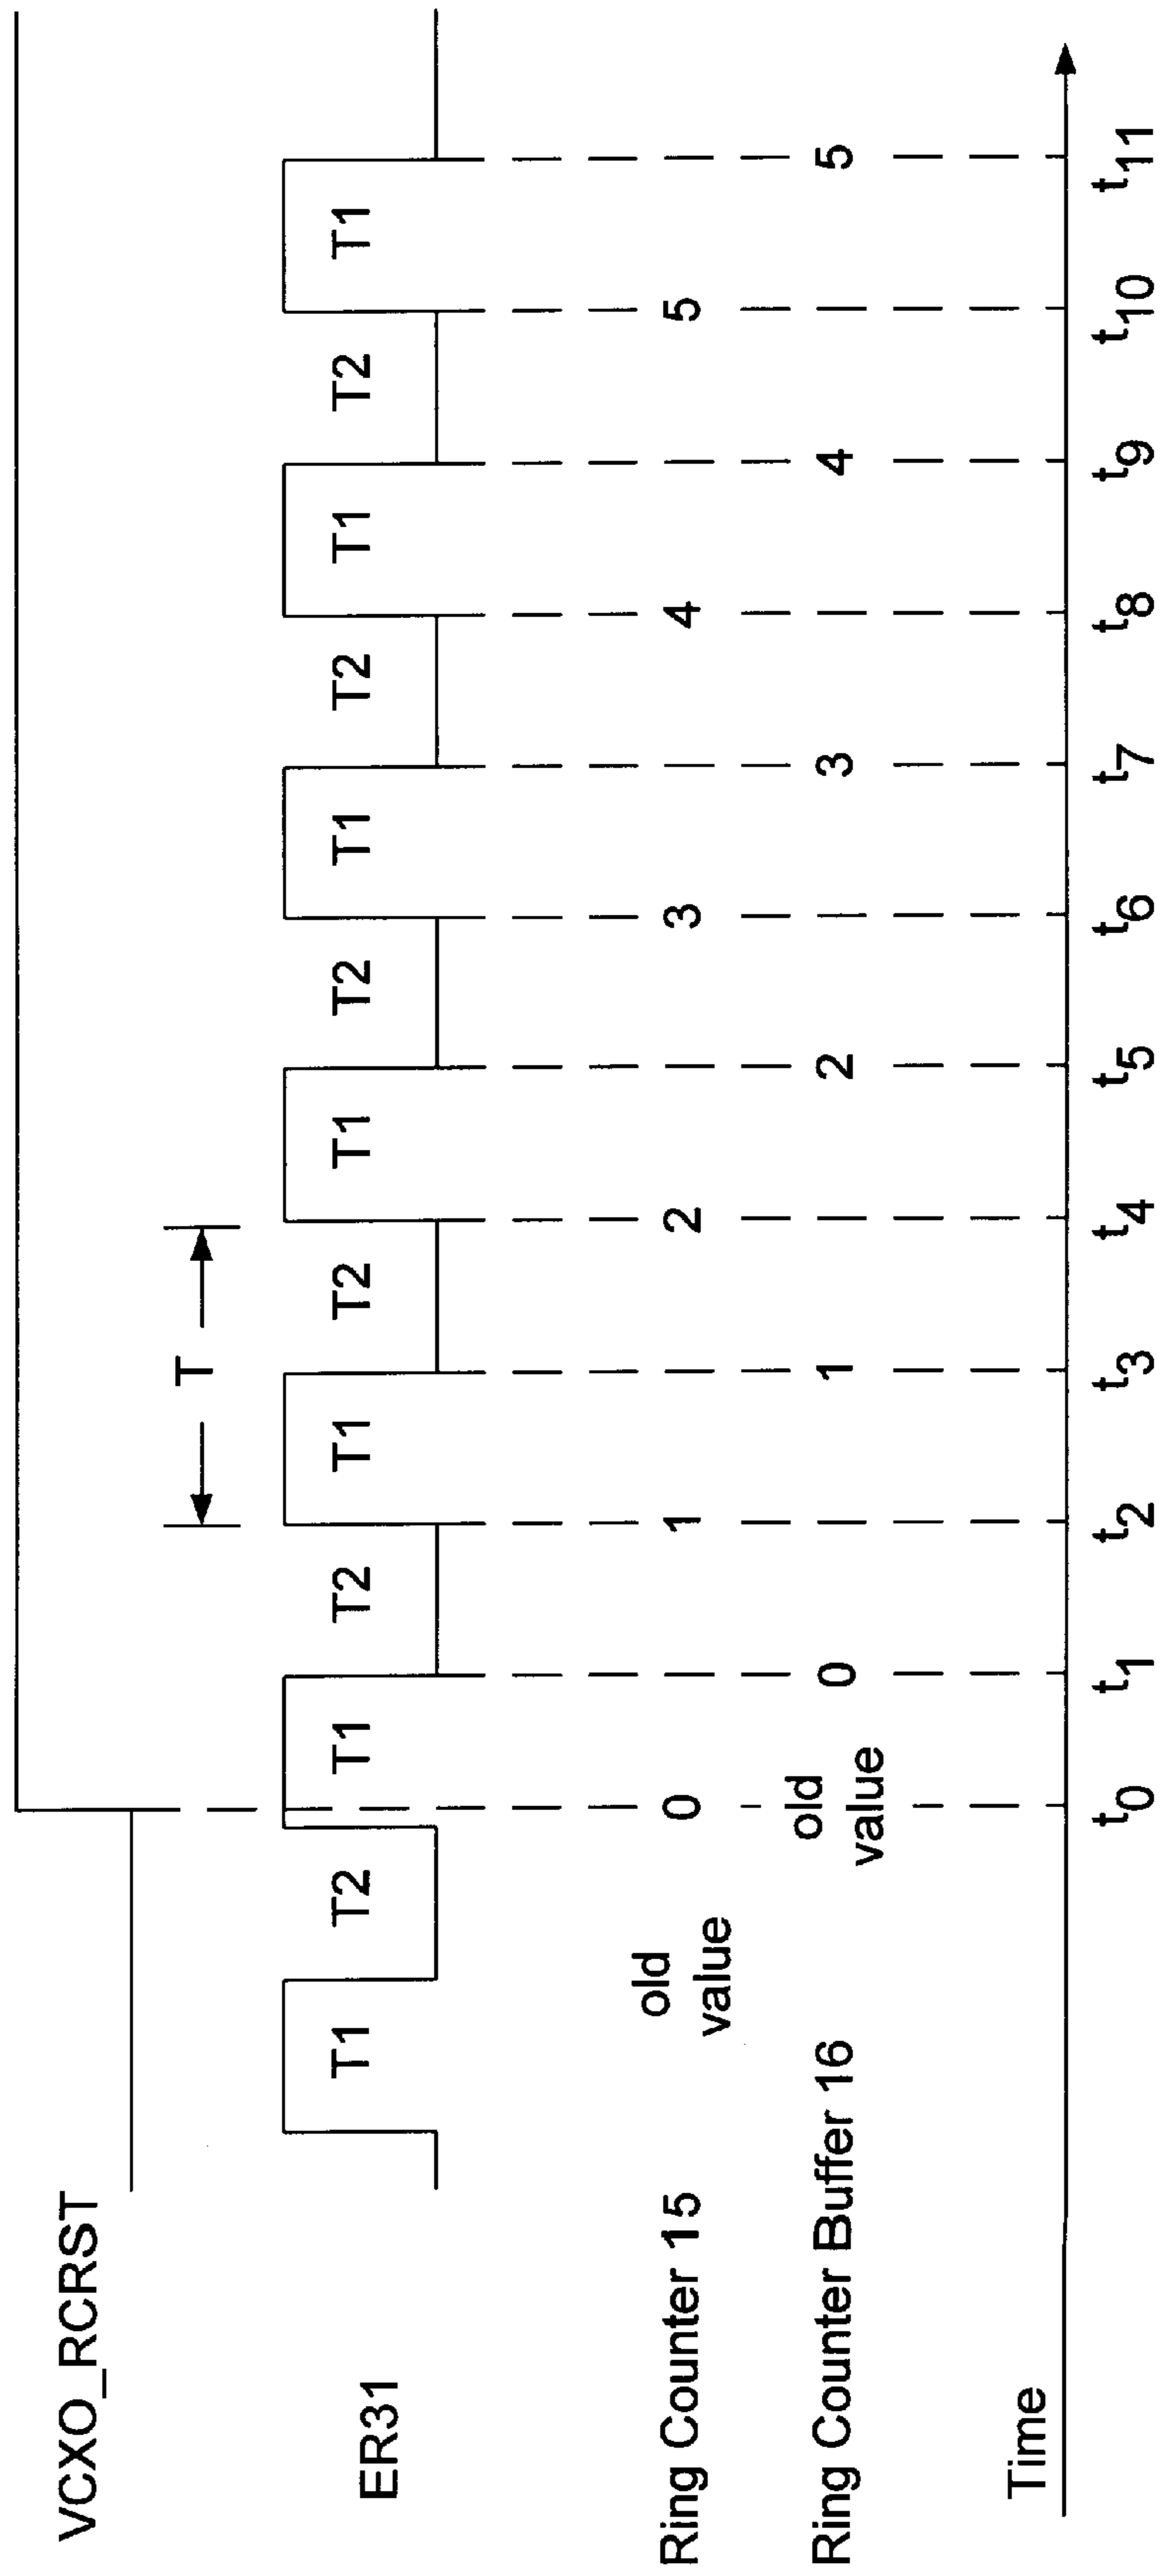 VCXO_RCRST
T
ER31
T1 T2 T1 T2 T1 T2 T1 T2 T1 T2 T1 T2 T1
Ring Counter 15 old value 0 1 2 3 4 5
Ring Counter Buffer 16 old value 0 1 2 3 4 5
Time
t0 t1 t2 t3 t4 t5 t6 t7 t8 t9 t10 t11